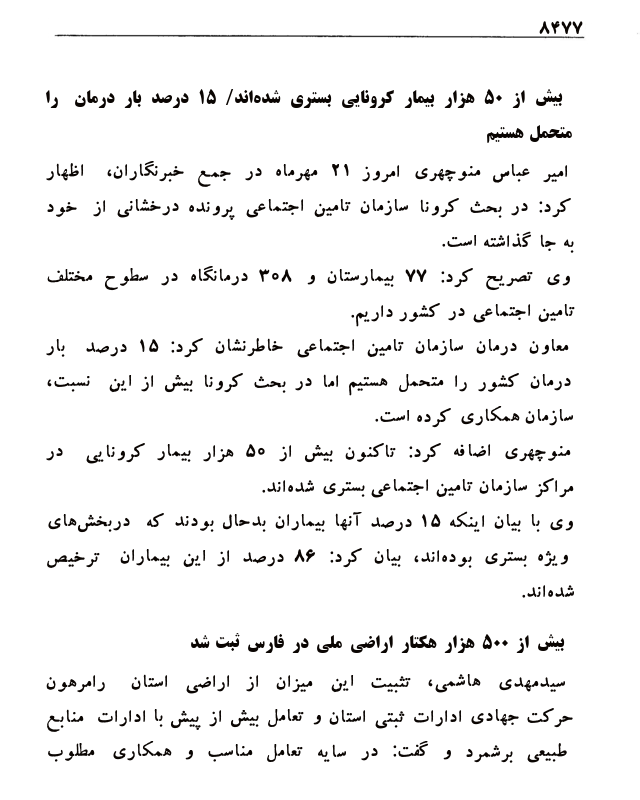 ۸۴۷۷
بیش از ۵۰ هزار بیمار کرونایی بستری شده‌اند/ ۱۵ درصد بار درمان را
متحمل هستیم
امیر عباس منوچهری امروز ۲۱ مهرماه در جمع خبرنگاران، اظهار
کرد: در بحث کرونا سازمان تامین اجتماعی پرونده درخشانی از خود
به جا گذاشته است.
وی تصریح کرد: ۷۷ بیمارستان و ۳۰۸ درمانگاه در سطوح مختلف
تامین اجتماعی در کشور داریم.
معاون درمان سازمان تامین اجتماعی خاطرنشان کرد: ۱۵ درصد بار
درمان کشور را متحمل هستیم اما در بحث کرونا بیش از این نسبت،
سازمان همکاری کرده است.
منوچهری اضافه کرد: تاکنون بیش از ۵۰ هزار بیمار کرونایی در
مراکز سازمان تامین اجتماعی بستری شده‌اند.
وی با بیان اینکه ۱۵ درصد آنها بیماران بدحال بودند که دربخش‌های
ویژه بستری بوده‌اند، بیان کرد: ۸۶ درصد از این بیماران ترخیص
شده‌اند.
بیش از ۵۰۰ هزار هکتار اراضی ملی در فارس ثبت شد
سیدمهدی هاشمی، تثبیت این میزان از اراضی استان رامرهون
حرکت جهادی ادارات ثبتی استان و تعامل بیش از پیش با ادارات منابع
طبیعی برشمرد و گفت: در سایه تعامل مناسب و همکاری مطلوب